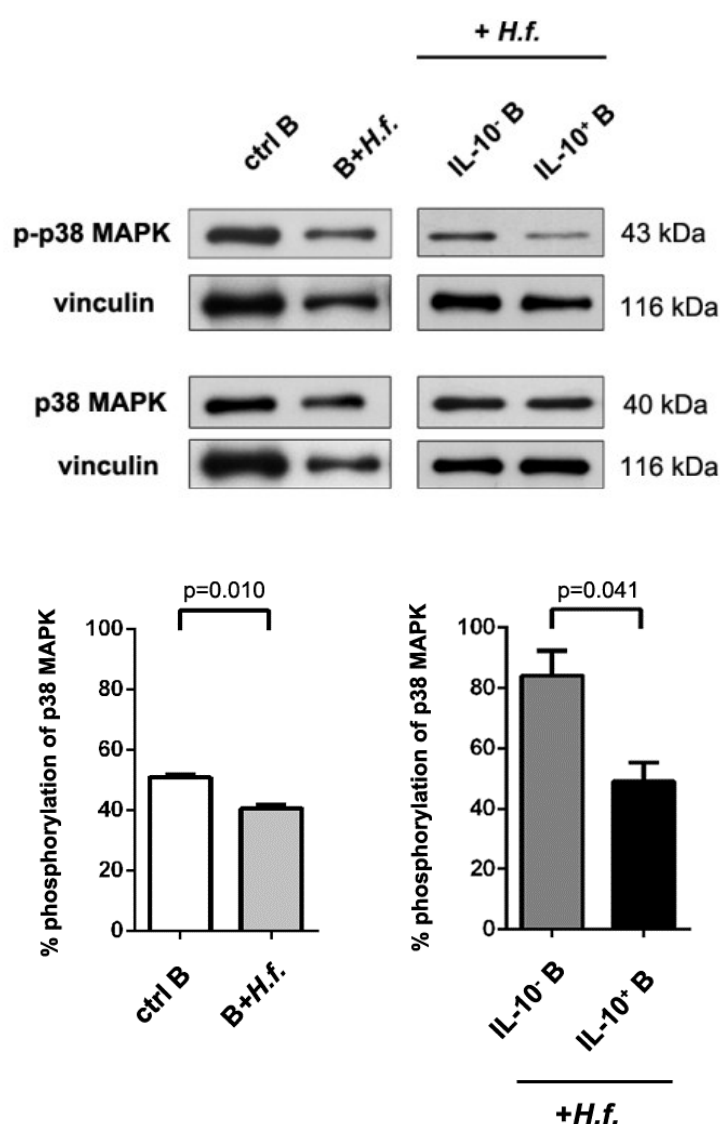 + H.f.
ctrl B
B+H.f.
IL-10⁻ B
IL-10⁺ B
p-p38 MAPK
43 kDa
vinculin
116 kDa
p38 MAPK
40 kDa
vinculin
116 kDa
p=0.010
% phosphorylation of p38 MAPK
100
80
60
40
20
0
ctrl B
B+H.f.
p=0.041
% phosphorylation of p38 MAPK
100
80
60
40
20
0
IL-10⁻ B
IL-10⁺ B
+H.f.